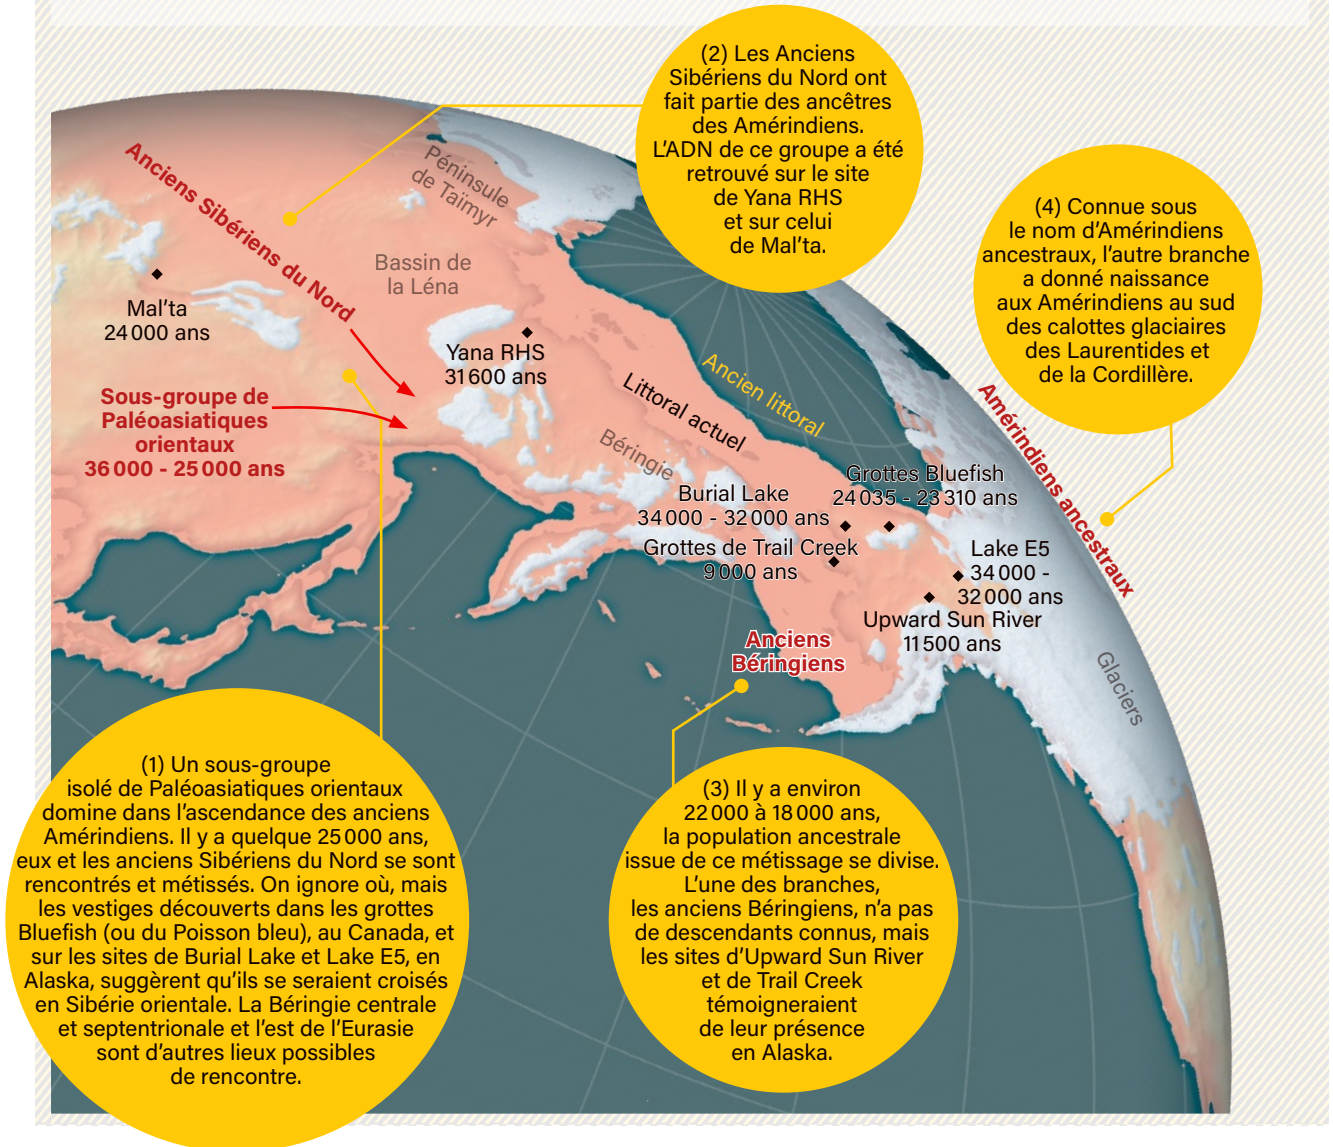 (2) Les Anciens
Sibériens du Nord ont
fait partie des ancêtres
des Amérindiens.
L'ADN de ce groupe a été
retrouvé sur le site
de Yana RHS
et sur celui
de Mal'ta.
(4) Connue sous
le nom d'Amérindiens
ancestraux, l'autre branche
a donné naissance
aux Amérindiens au sud
des calottes glaciaires
des Laurentides et
de la Cordillère.
Anciens Sibériens du Nord
Péninsule
de Taïmyr
Bassin de
la Léna
Mal'ta
24 000 ans
Yana RHS
31 600 ans
Sous-groupe de
Paléoasiatiques
orientaux
36 000 - 25 000 ans
Ancien littoral
Littoral actuel
Béringie
Amérindiens ancestraux
Grottes Bluefish
24 035 - 23 310 ans
Burial Lake
34 000 - 32 000 ans
Grottes de Trail Creek
9 000 ans
Lake E5
34 000 -
32 000 ans
Upward Sun River
11 500 ans
Anciens
Béringiens
Glaciers
(1) Un sous-groupe
isolé de Paléoasiatiques orientaux
domine dans l'ascendance des anciens
Amérindiens. Il y a quelque 25 000 ans,
eux et les anciens Sibériens du Nord se sont
rencontrés et métissés. On ignore où, mais
les vestiges découverts dans les grottes
Bluefish (ou du Poisson bleu), au Canada, et
sur les sites de Burial Lake et Lake E5, en
Alaska, suggèrent qu'ils se seraient croisés
en Sibérie orientale. La Béringie centrale
et septentrionale et l'est de l'Eurasie
sont d'autres lieux possibles
de rencontre.
(3) Il y a environ
22 000 à 18 000 ans,
la population ancestrale
issue de ce métissage se divise.
L'une des branches,
les anciens Béringiens, n'a pas
de descendants connus, mais
les sites d'Upward Sun River
et de Trail Creek
témoigneraient
de leur présence
en Alaska.